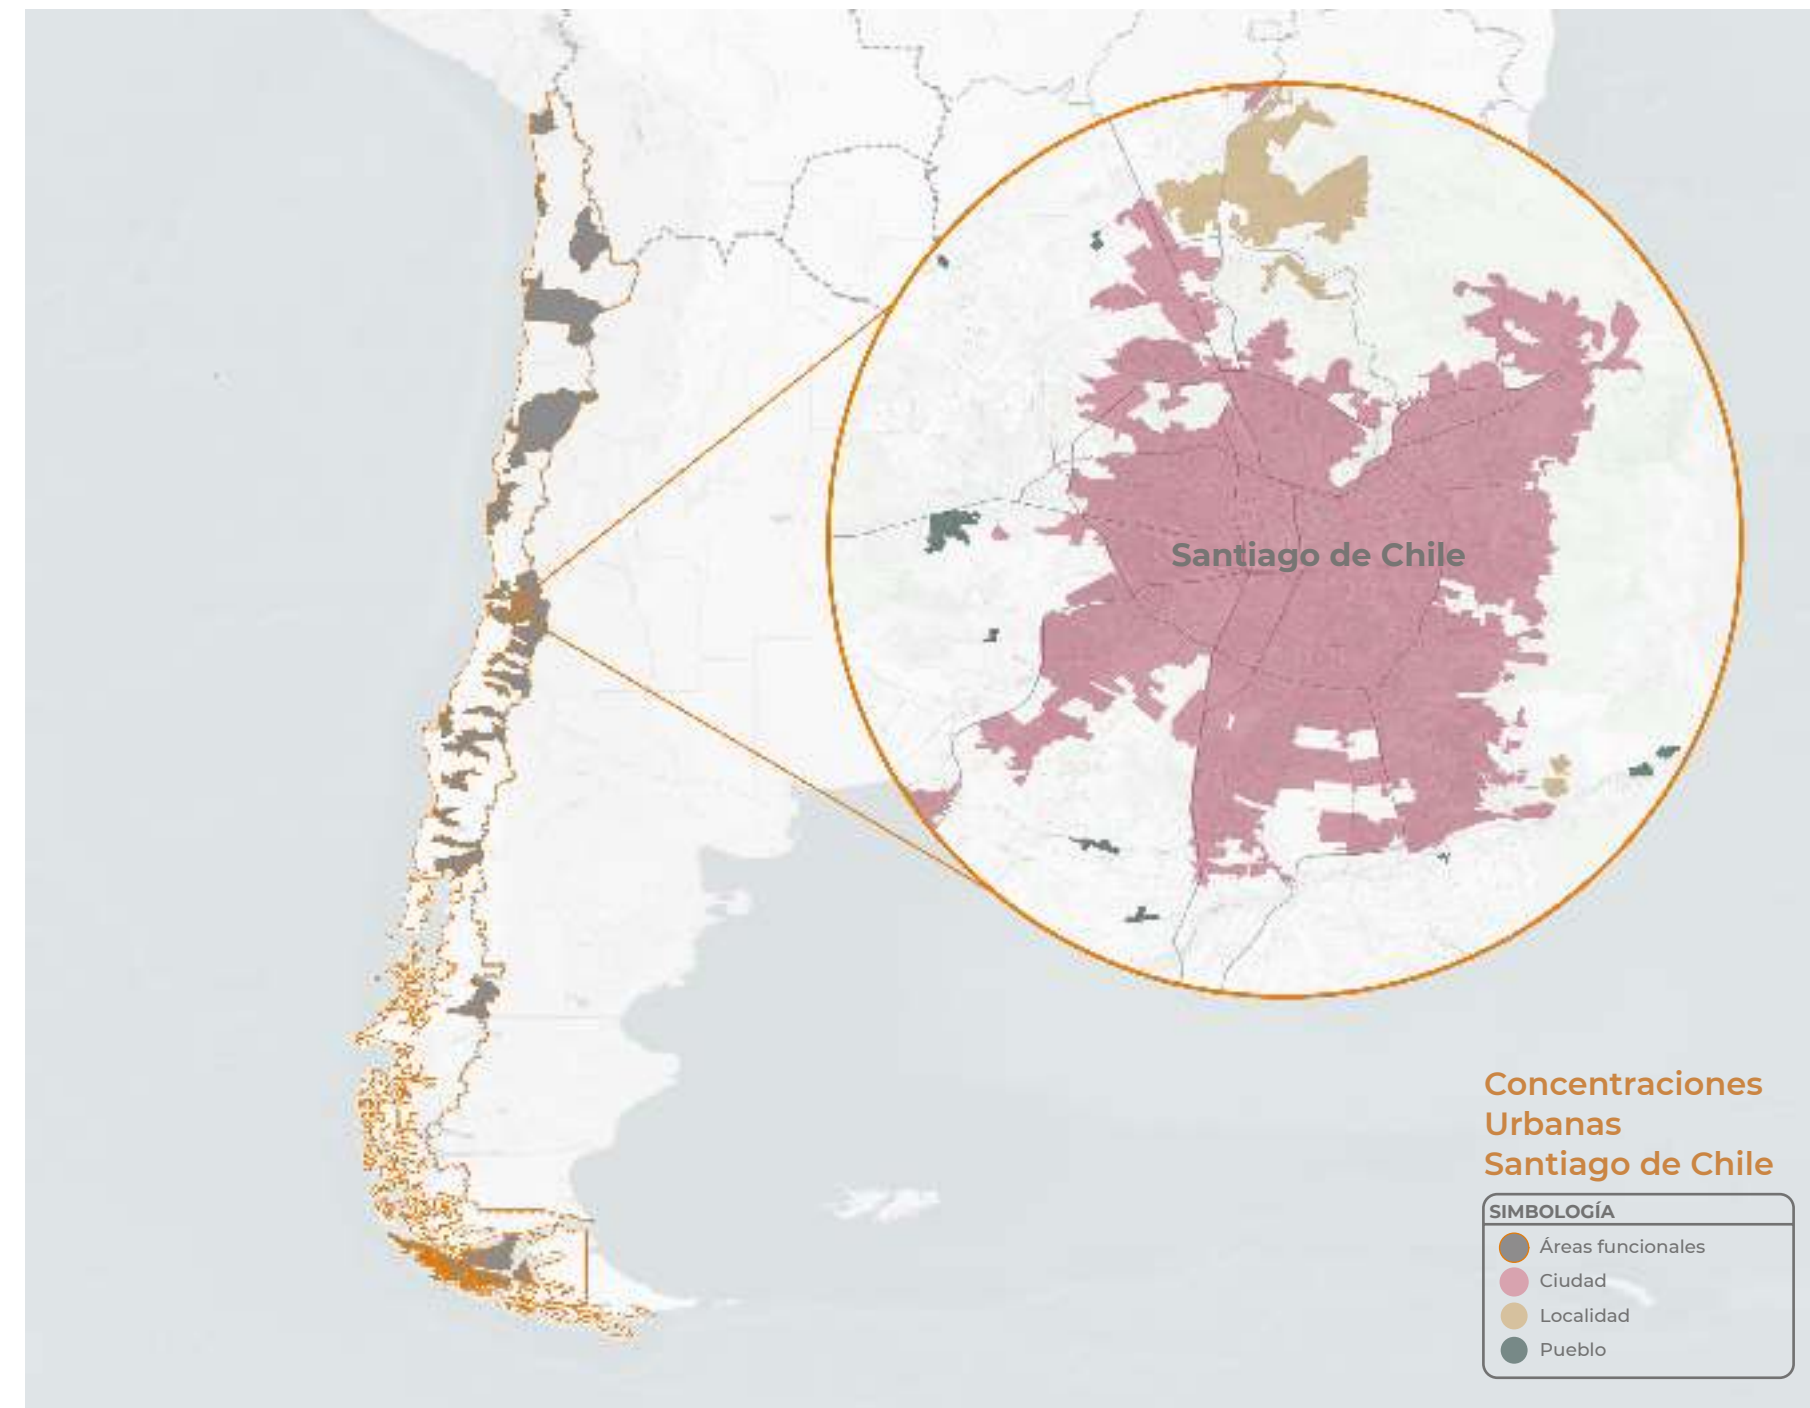 Santiago de Chile
Concentraciones
Urbanas
Santiago de Chile
SIMBOLOGÍA
Áreas funcionales
Ciudad
Localidad
Pueblo